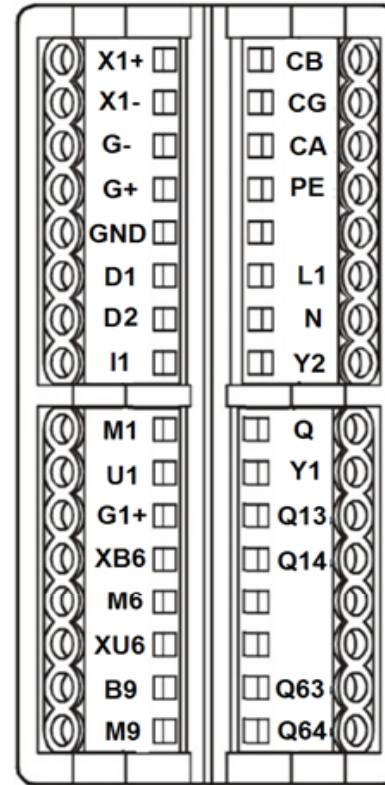 X1+
X1-
G-
G+
GND
D1
D2
I1
M1
U1
G1+
XB6
M6
XU6
B9
M9
CB
CG
CA
PE
L1
N
Y2
Q
Y1
Q13
Q14
Q63
Q64